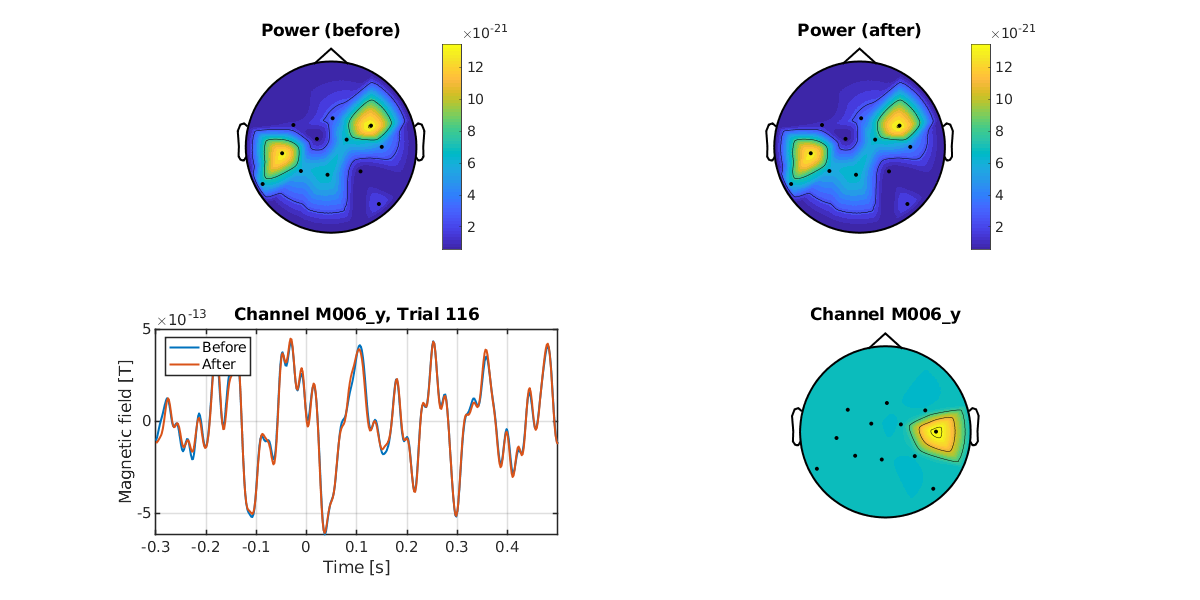 Power (before)
×10-21
12
10
8
6
4
2
Power (after)
×10-21
12
10
8
6
4
2
Channel M006_y, Trial 116
×10-13
5
0
-5
Magnetic field [T]
Before
After
-0.3 -0.2 -0.1 0 0.1 0.2 0.3 0.4
Time [s]
Channel M006_y